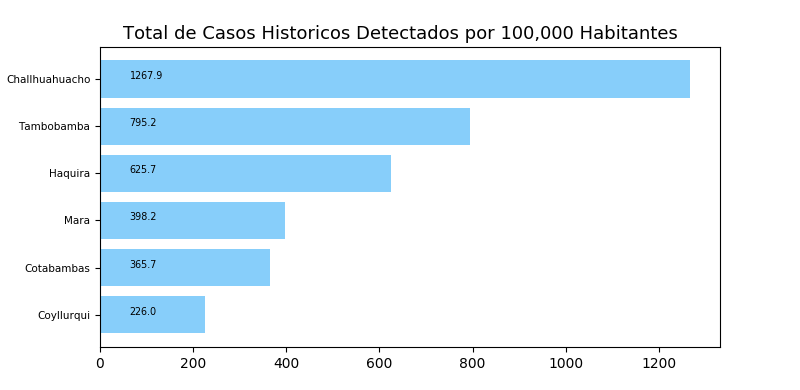 Total de Casos Historicos Detectados por 100,000 Habitantes
Challhuahuacho 1267.9
Tambobamba 795.2
Haquira 625.7
Mara 398.2
Cotabambas 365.7
Coyllurqui 226.0
0 200 400 600 800 1000 1200